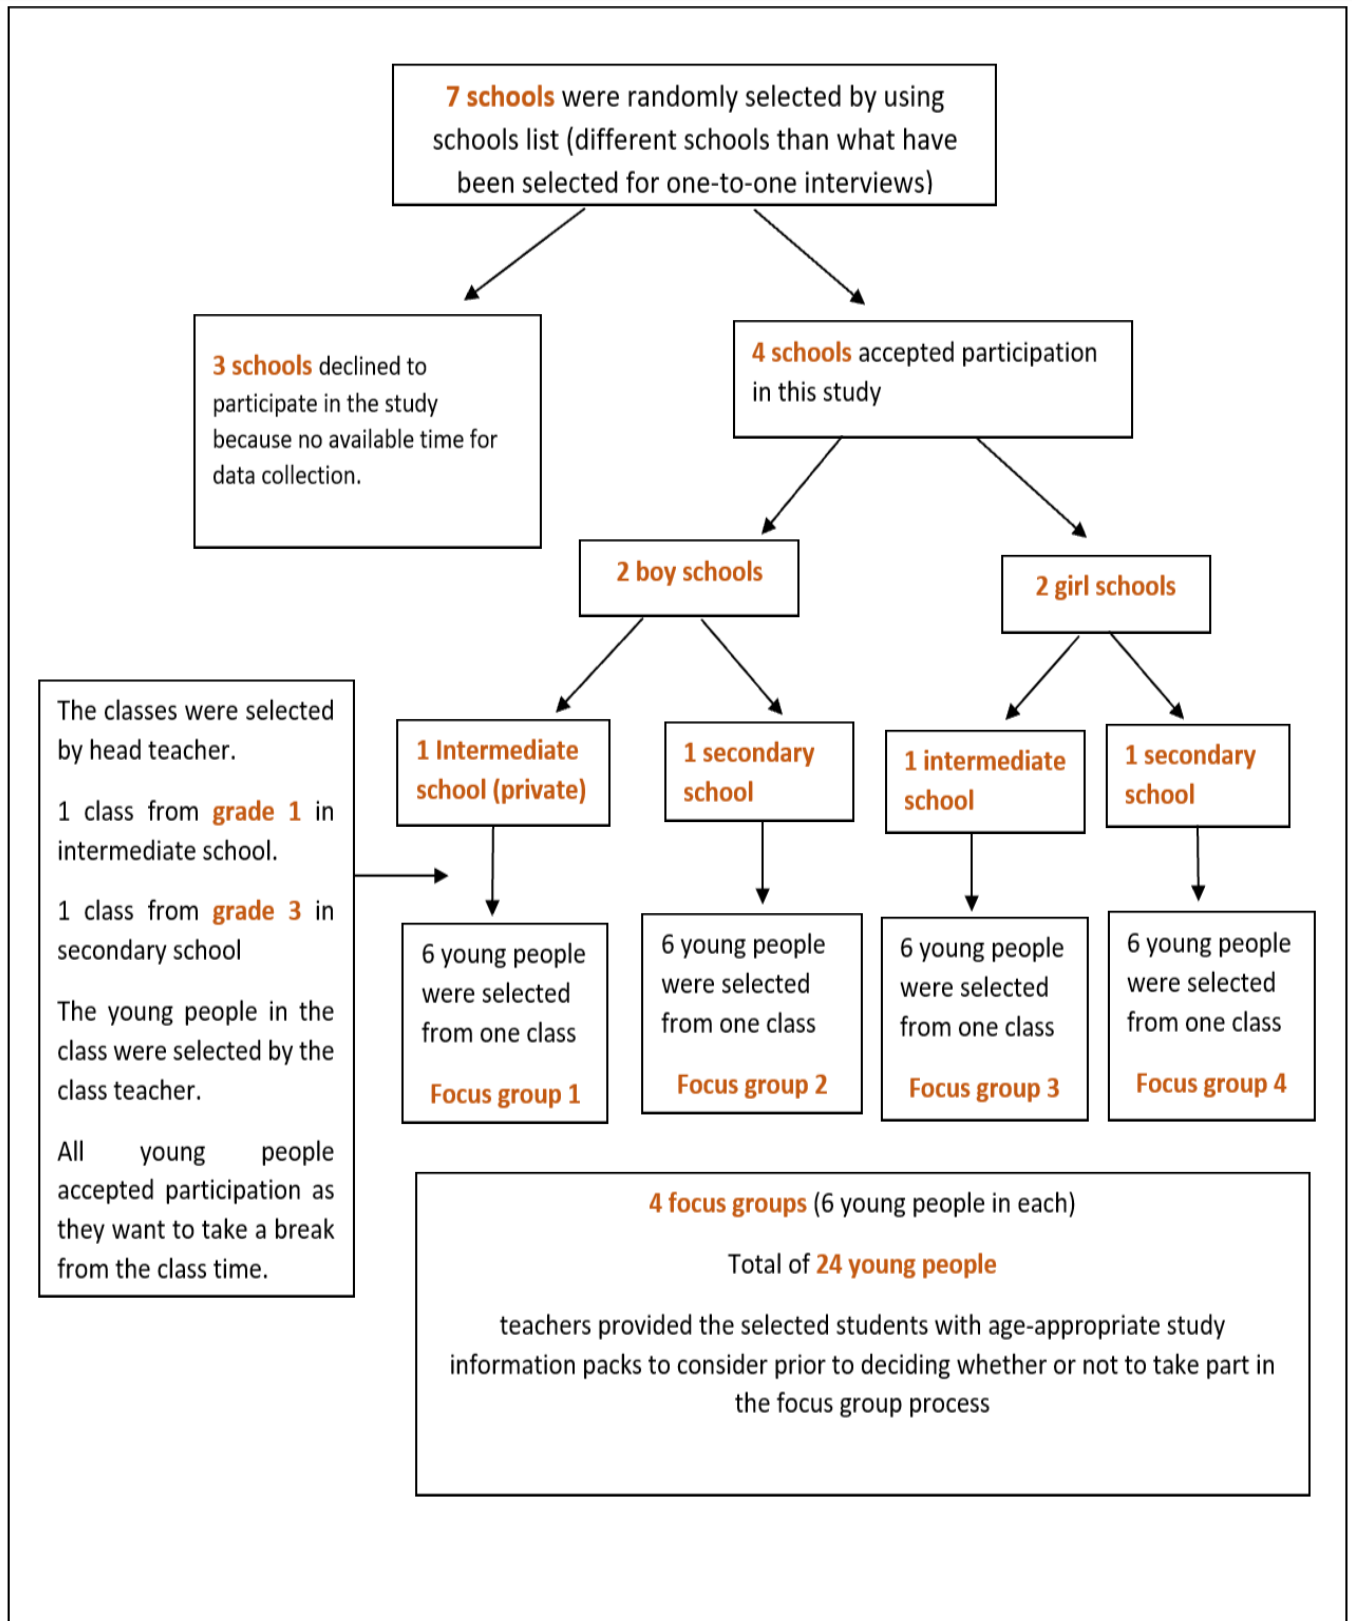 7 schools were randomly selected by using
schools list (different schools than what have
been selected for one-to-one interviews)
3 schools declined to
participate in the study
because no available time for
data collection.
4 schools accepted participation
in this study
2 boy schools
2 girl schools
The classes were selected
by head teacher.
1 class from grade 1 in
intermediate school.
1 class from grade 3 in
secondary school
The young people in the
class were selected by the
class teacher.
All young people
accepted participation as
they want to take a break
from the class time.
1 Intermediate
school (private)
1 secondary
school
1 intermediate
school
1 secondary
school
6 young people
were selected
from one class
Focus group 1
6 young people
were selected
from one class
Focus group 2
6 young people
were selected
from one class
Focus group 3
6 young people
were selected
from one class
Focus group 4
4 focus groups (6 young people in each)
Total of 24 young people
teachers provided the selected students with age-appropriate study
information packs to consider prior to deciding whether or not to take part in
the focus group process